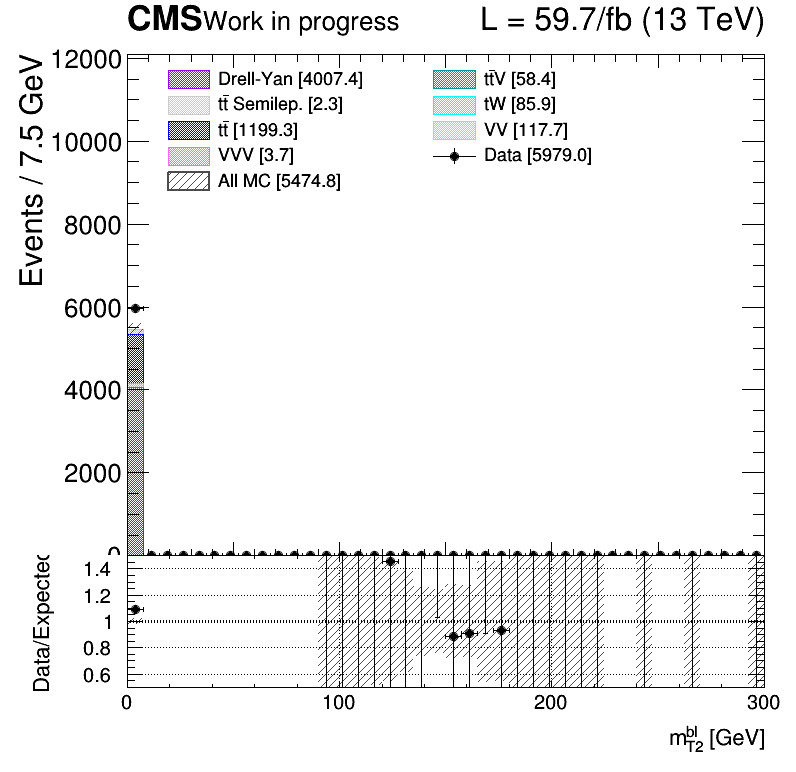 CMS Work in progress L = 59.7/fb (13 TeV)
Events / 7.5 GeV
12000
10000
8000
6000
4000
2000
0
Drell-Yan [4007.4]
tt̄ Semilep. [2.3]
tt̄ [1199.3]
VVV [3.7]
All MC [5474.8]
tt̄V [58.4]
tW [85.9]
VV [117.7]
Data [5979.0]
Data/Expected
1.4
1.2
1
0.8
0.6
0 100 200 300
m_{T2}^{bl} [GeV]